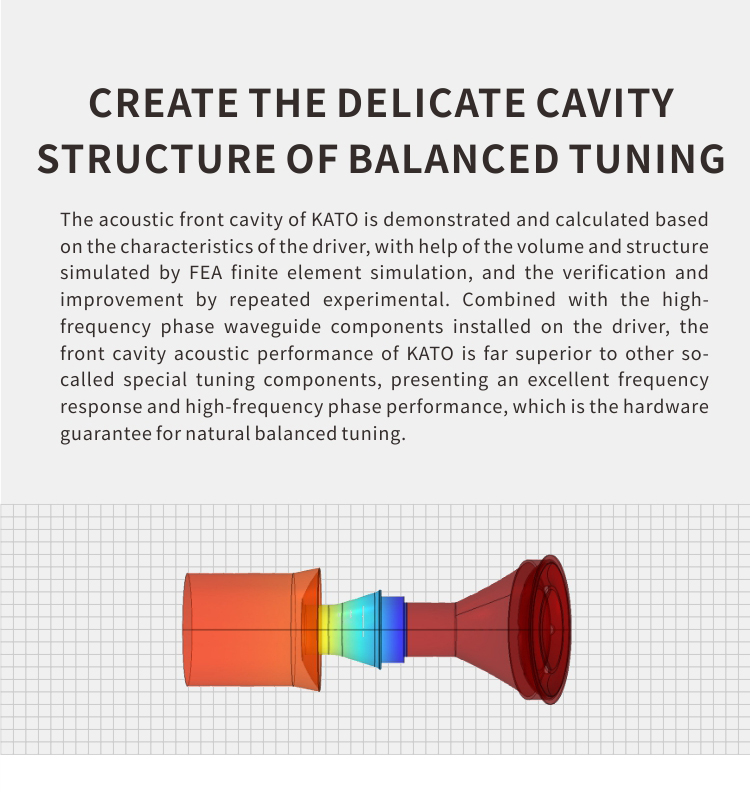 CREATE THE DELICATE CAVITY
STRUCTURE OF BALANCED TUNING
The acoustic front cavity of KATO is demonstrated and calculated based
on the characteristics of the driver, with help of the volume and structure
simulated by FEA finite element simulation, and the verification and
improvement by repeated experimental. Combined with the high-
frequency phase waveguide components installed on the driver, the
front cavity acoustic performance of KATO is far superior to other so-
called special tuning components, presenting an excellent frequency
response and high-frequency phase performance, which is the hardware
guarantee for natural balanced tuning.